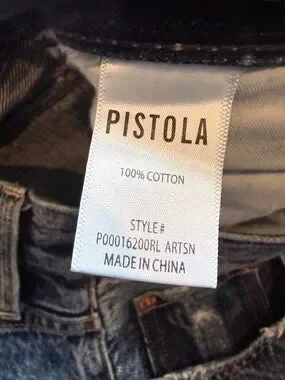 PISTOLA
100% COTTON
STYLE#
P00016200RL ARTSN
MADE IN CHINA